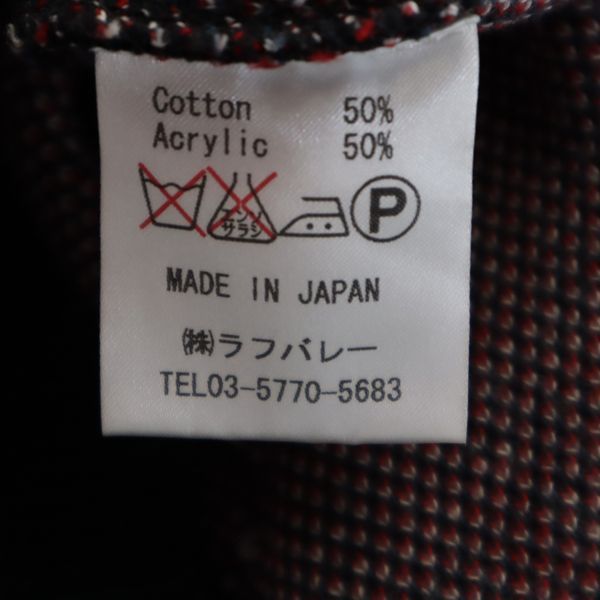 Cotton 50%
Acrylic 50%
エンソ
サラシ
P
MADE IN JAPAN
㈱ラフバレー
TEL03-5770-5683